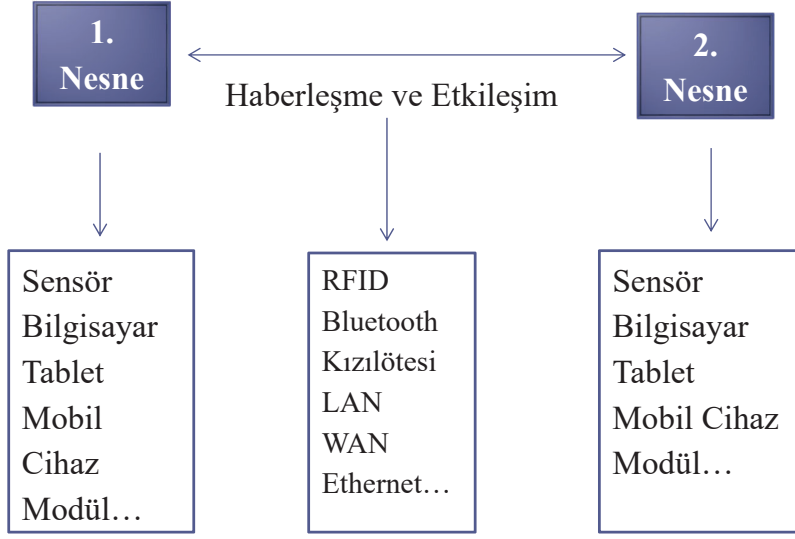 1.
Nesne
Haberleşme ve Etkileşim
2.
Nesne
Sensör
Bilgisayar
Tablet
Mobil
Cihaz
Modül…
RFID
Bluetooth
Kızılötesi
LAN
WAN
Ethernet…
Sensör
Bilgisayar
Tablet
Mobil Cihaz
Modül…